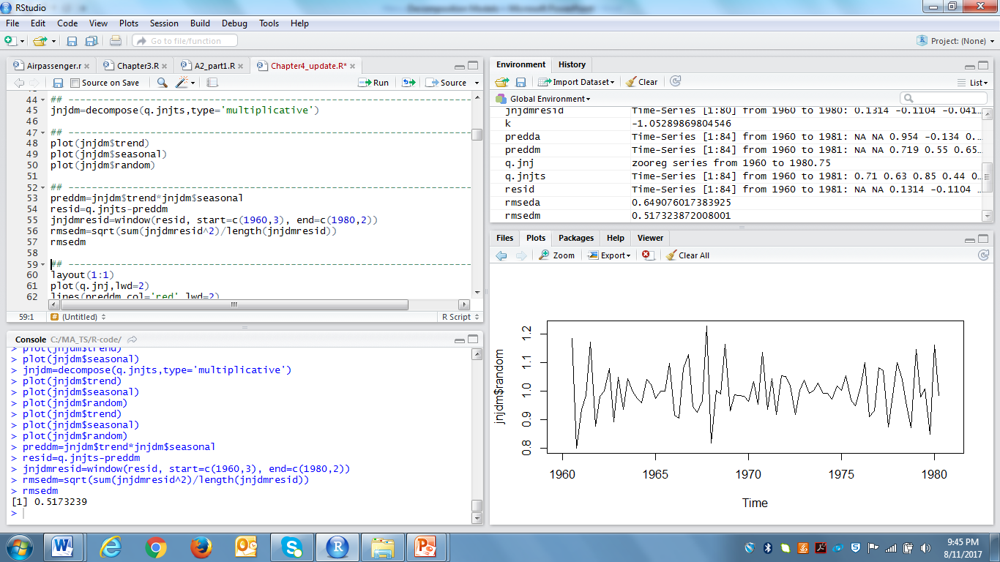 RStudio
File Edit Code View Plots Session Build Debug Tools Help
Go to file/function
Project: (None)
Airpassenger.r
Chapter3.R
A2_part1.R
Chapter4_update.R*
Source on Save
Run
Source
44 ## ----------------------------------------------------------------------
45 jnjdm=decompose(q.jnjts,type='multiplicative')
46
47 ## ----------------------------------------------------------------------
48 plot(jnjdm$trend)
49 plot(jnjdm$seasonal)
50 plot(jnjdm$random)
51
52 ## ----------------------------------------------------------------------
53 preddm=jnjdm$trend*jnjdm$seasonal
54 resid=q.jnjts-preddm
55 jnjdmresid=window(resid, start=c(1960,3), end=c(1980,2))
56 rmsedm=sqrt(sum(jnjdmresid^2)/length(jnjdmresid))
57 rmsedm
58
59 ## ----------------------------------------------------------------------
60 layout(1:1)
61 plot(q.jnj,lwd=2)
62 lines(preddm,col='red',lwd=2)
59:1
# (Untitled)
R Script
Console C:/MA_TS/R-code/
> plot(jnjdm$trend)
> plot(jnjdm$seasonal)
> jnjdm=decompose(q.jnjts,type='multiplicative')
> plot(jnjdm$trend)
> plot(jnjdm$seasonal)
> plot(jnjdm$random)
> plot(jnjdm$trend)
> plot(jnjdm$seasonal)
> plot(jnjdm$random)
> preddm=jnjdm$trend*jnjdm$seasonal
> resid=q.jnjts-preddm
> jnjdmresid=window(resid, start=c(1960,3), end=c(1980,2))
> rmsedm=sqrt(sum(jnjdmresid^2)/length(jnjdmresid))
> rmsedm
[1] 0.5173239
>
Environment History
Import Dataset
Clear
List
Global Environment
jnjdmresid Time-Series [1:80] from 1960 to 1980: 0.1314 -0.1104 -0.041…
k -1.05289869804546
predda Time-Series [1:84] from 1960 to 1981: NA NA 0.954 -0.134 0.…
preddm Time-Series [1:84] from 1960 to 1981: NA NA 0.719 0.55 0.65…
q.jnj zooreg series from 1960 to 1980.75
q.jnjts Time-Series [1:84] from 1960 to 1981: 0.71 0.63 0.85 0.44 0…
resid Time-Series [1:84] from 1960 to 1981: NA NA 0.1314 -0.1104 …
rmseda 0.649076017383925
rmsedm 0.517323872008001
Files Plots Packages Help Viewer
Zoom
Export
Clear All
jnjdm$random
1.2
1.1
1.0
0.9
0.8
1960 1965 1970 1975 1980
Time
9:45 PM
8/11/2017